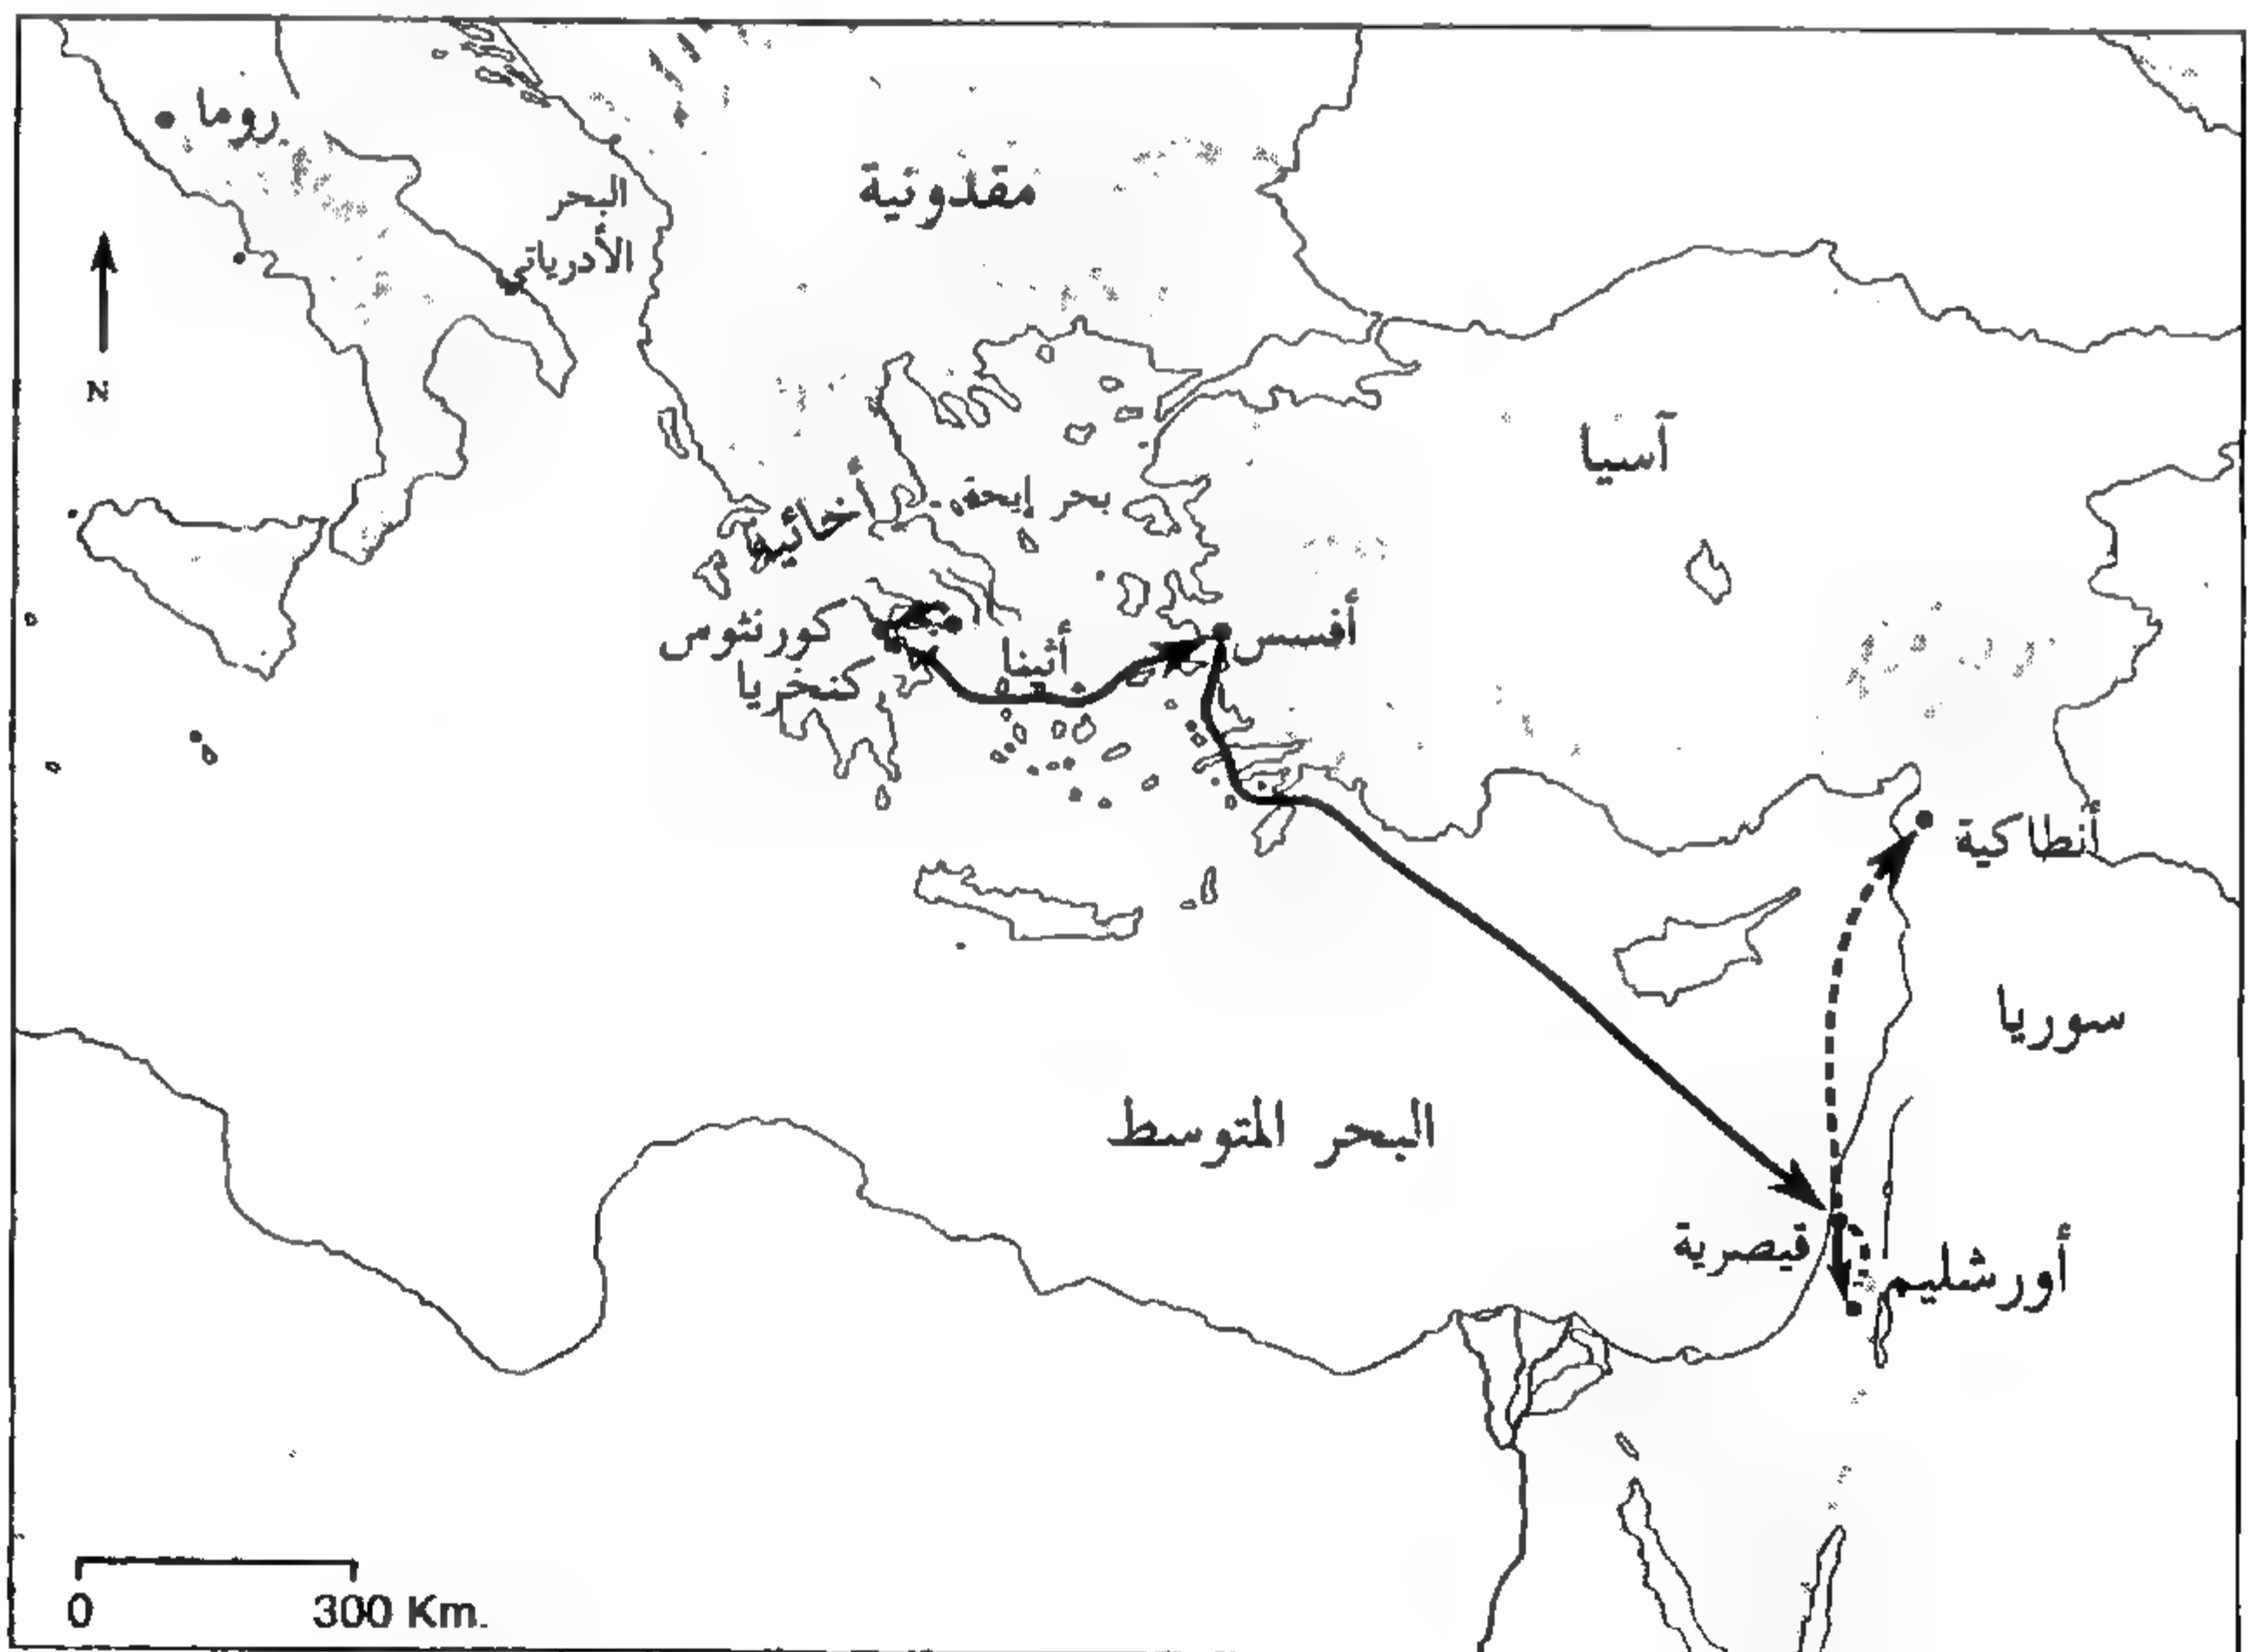 روما
مقدونية
البحر
الأدرياتي
N
آسيا
بحر إيجة
أخائيا
أفسس
كورنثوس
أثينا
كنخريا
أنطاكية
سوريا
البحر المتوسط
قيصرية
أورشليم
0
300 Km.